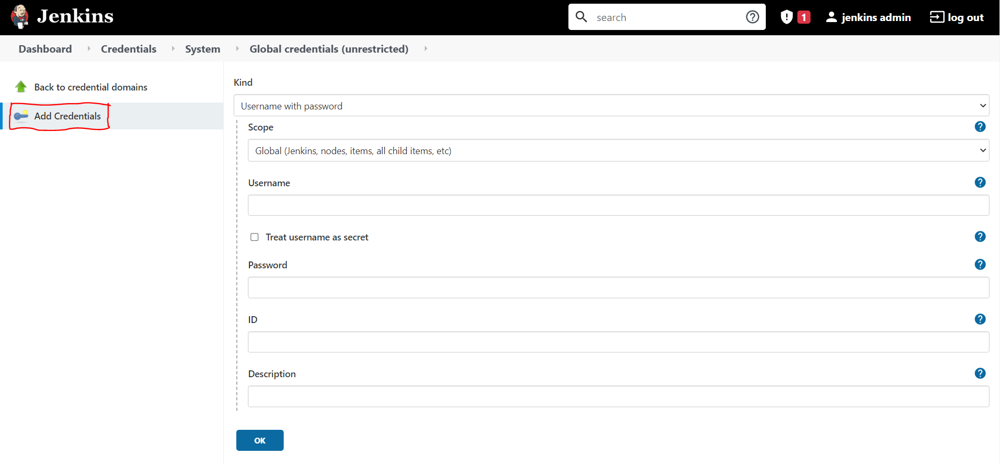 Jenkins
search
1
jenkins admin
log out
Dashboard
Credentials
System
Global credentials (unrestricted)
Back to credential domains
Add Credentials
Kind
Username with password
Scope
Global (Jenkins, nodes, items, all child items, etc)
Username
Treat username as secret
Password
ID
Description
OK